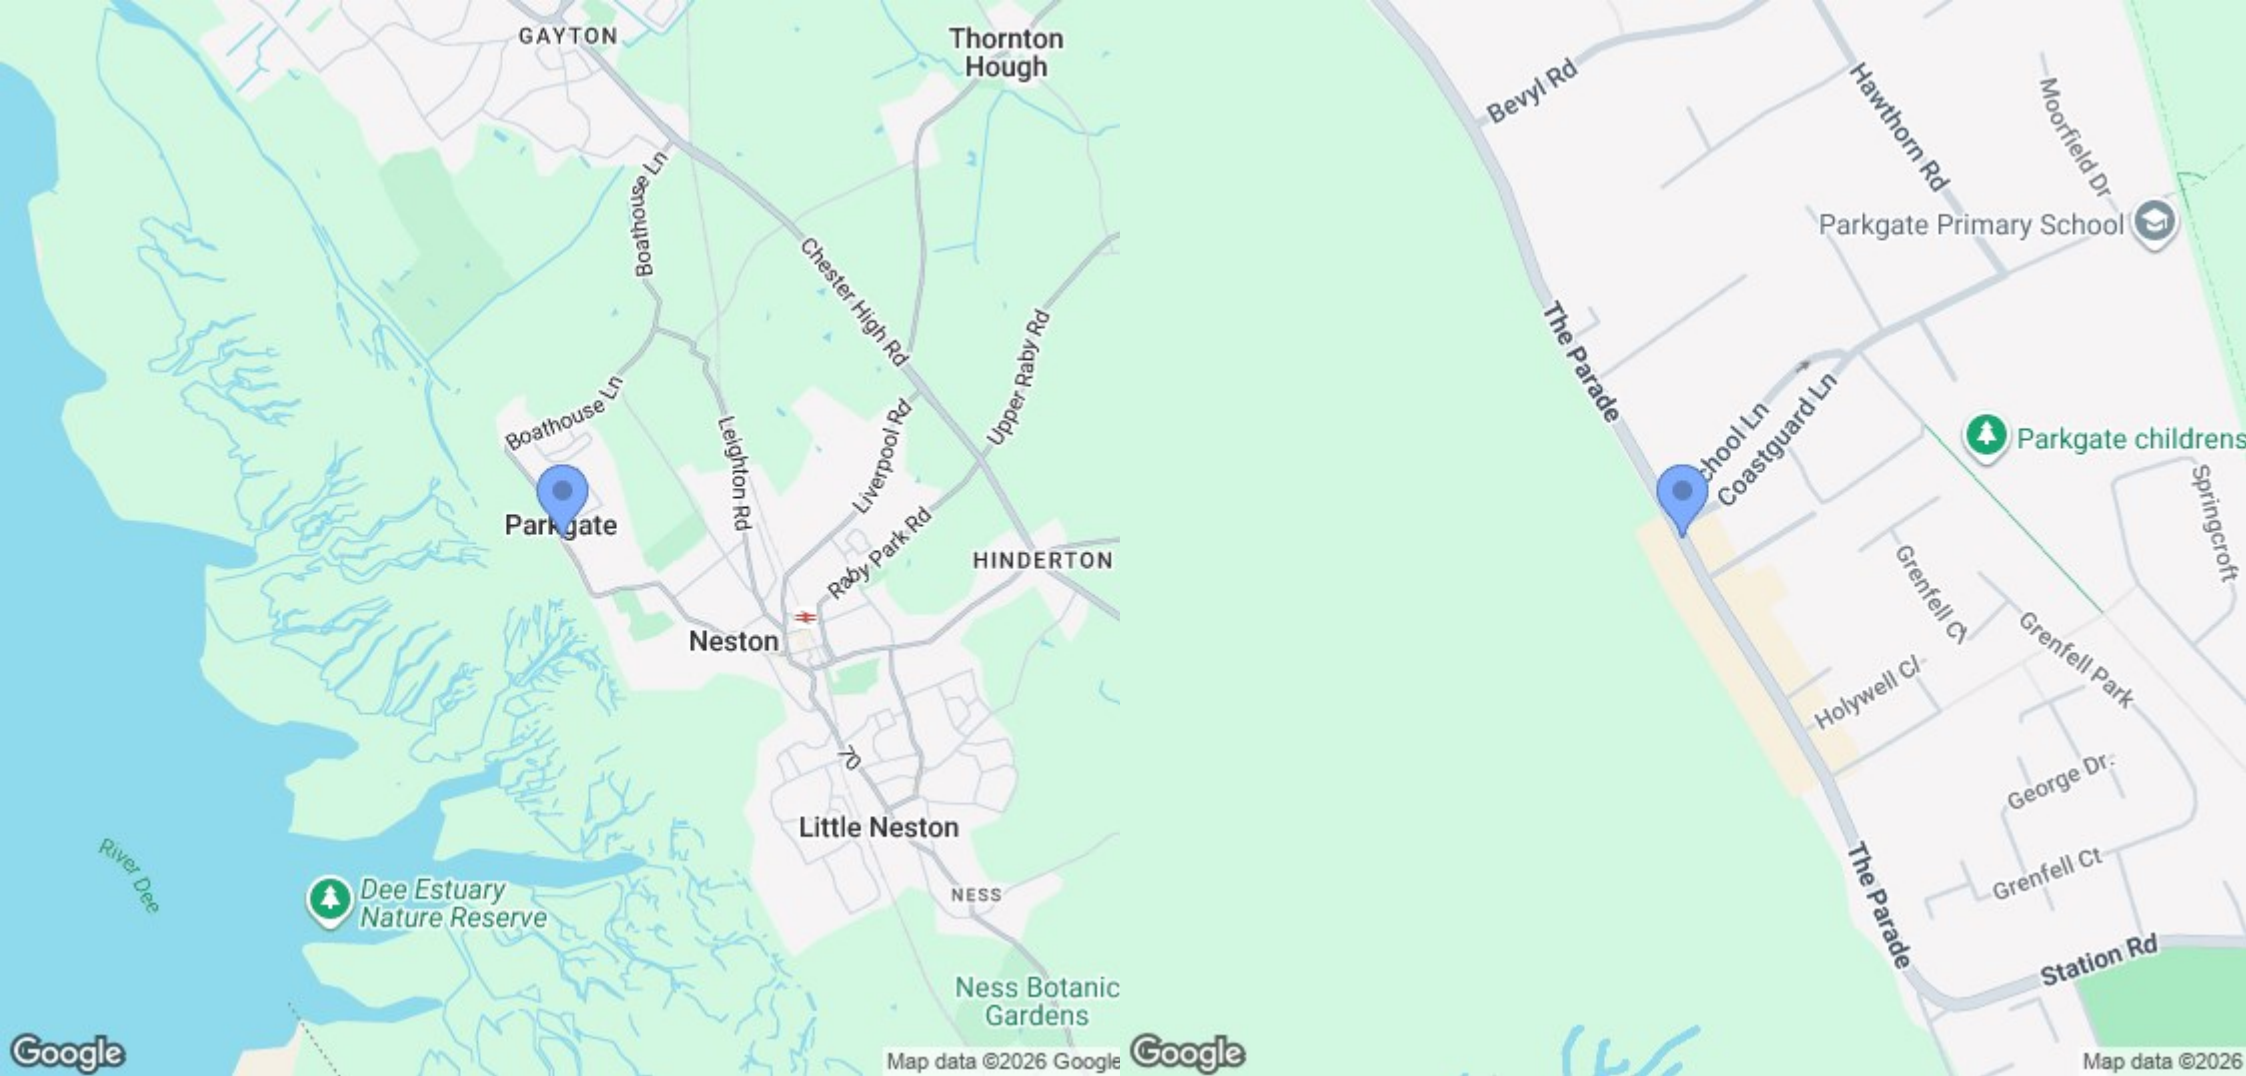 GAYTON
Thornton
Hough
Boathouse Ln
Chester High Rd
Upper Raby Rd
Boathouse Ln
Leighton Rd
Liverpool Rd
Raby Park Rd
Parkgate
HINDERTON
Neston
70
Little Neston
River Dee
Dee Estuary
Nature Reserve
NESS
Ness Botanic
Gardens
Google
Map data ©2026 Google
Bevyl Rd
Hawthorn Rd
Moorfield Dr
Parkgate Primary School
The Parade
chool Ln
Coastguard Ln
Parkgate childrens
Springcroft
Grenfell Cl
Grenfell Park
Holywell Cl
George Dr.
Grenfell Ct
The Parade
Station Rd
Google
Map data ©2026